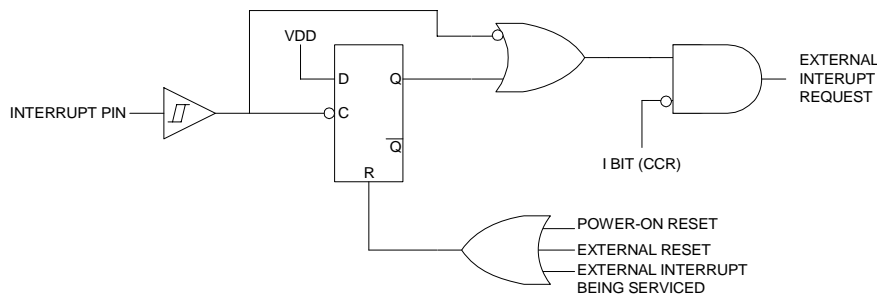 VDD
EXTERNAL
INTERUPT
REQUEST
D
Q
INTERRUPT PIN
C
Q
I BIT (CCR)
R
POWER-ON RESET
EXTERNAL RESET
EXTERNAL INTERRUPT
BEING SERVICED